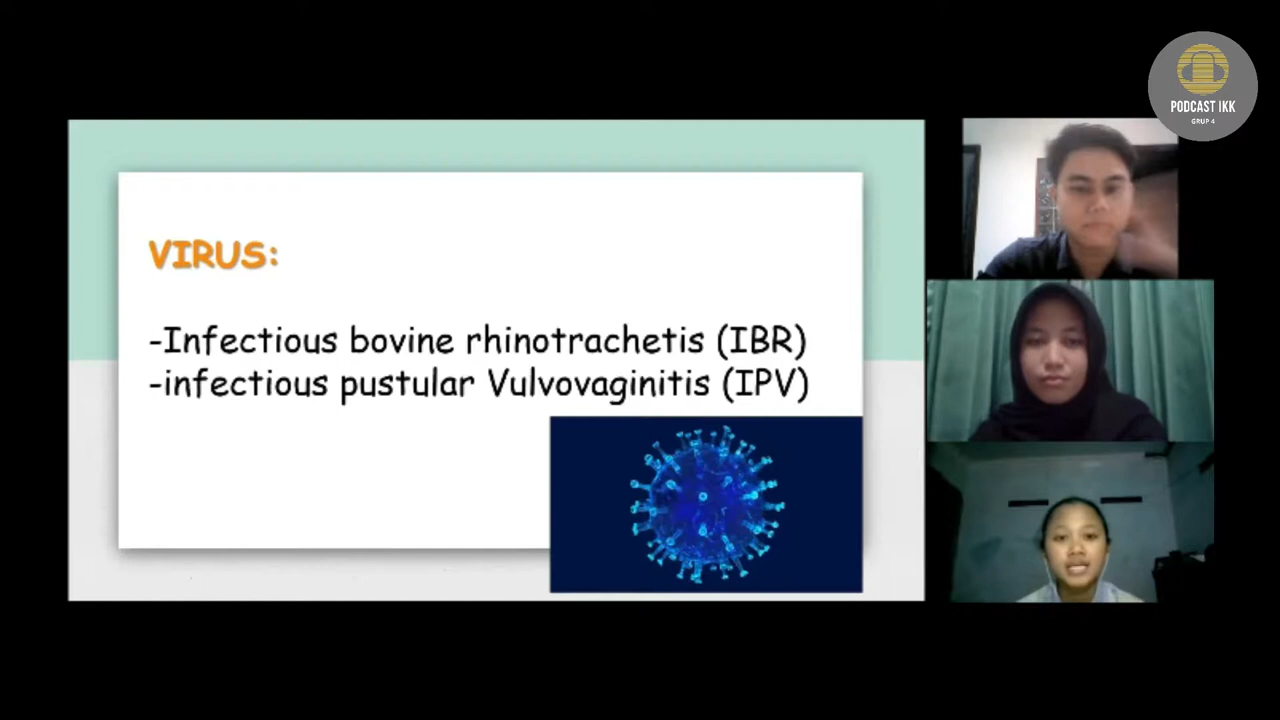 VIRUS:
-Infectious bovine rhinotrachetis (IBR)
-infectious pustular Vulvovaginitis (IPV)
PODCAST IKK
GRUP 4